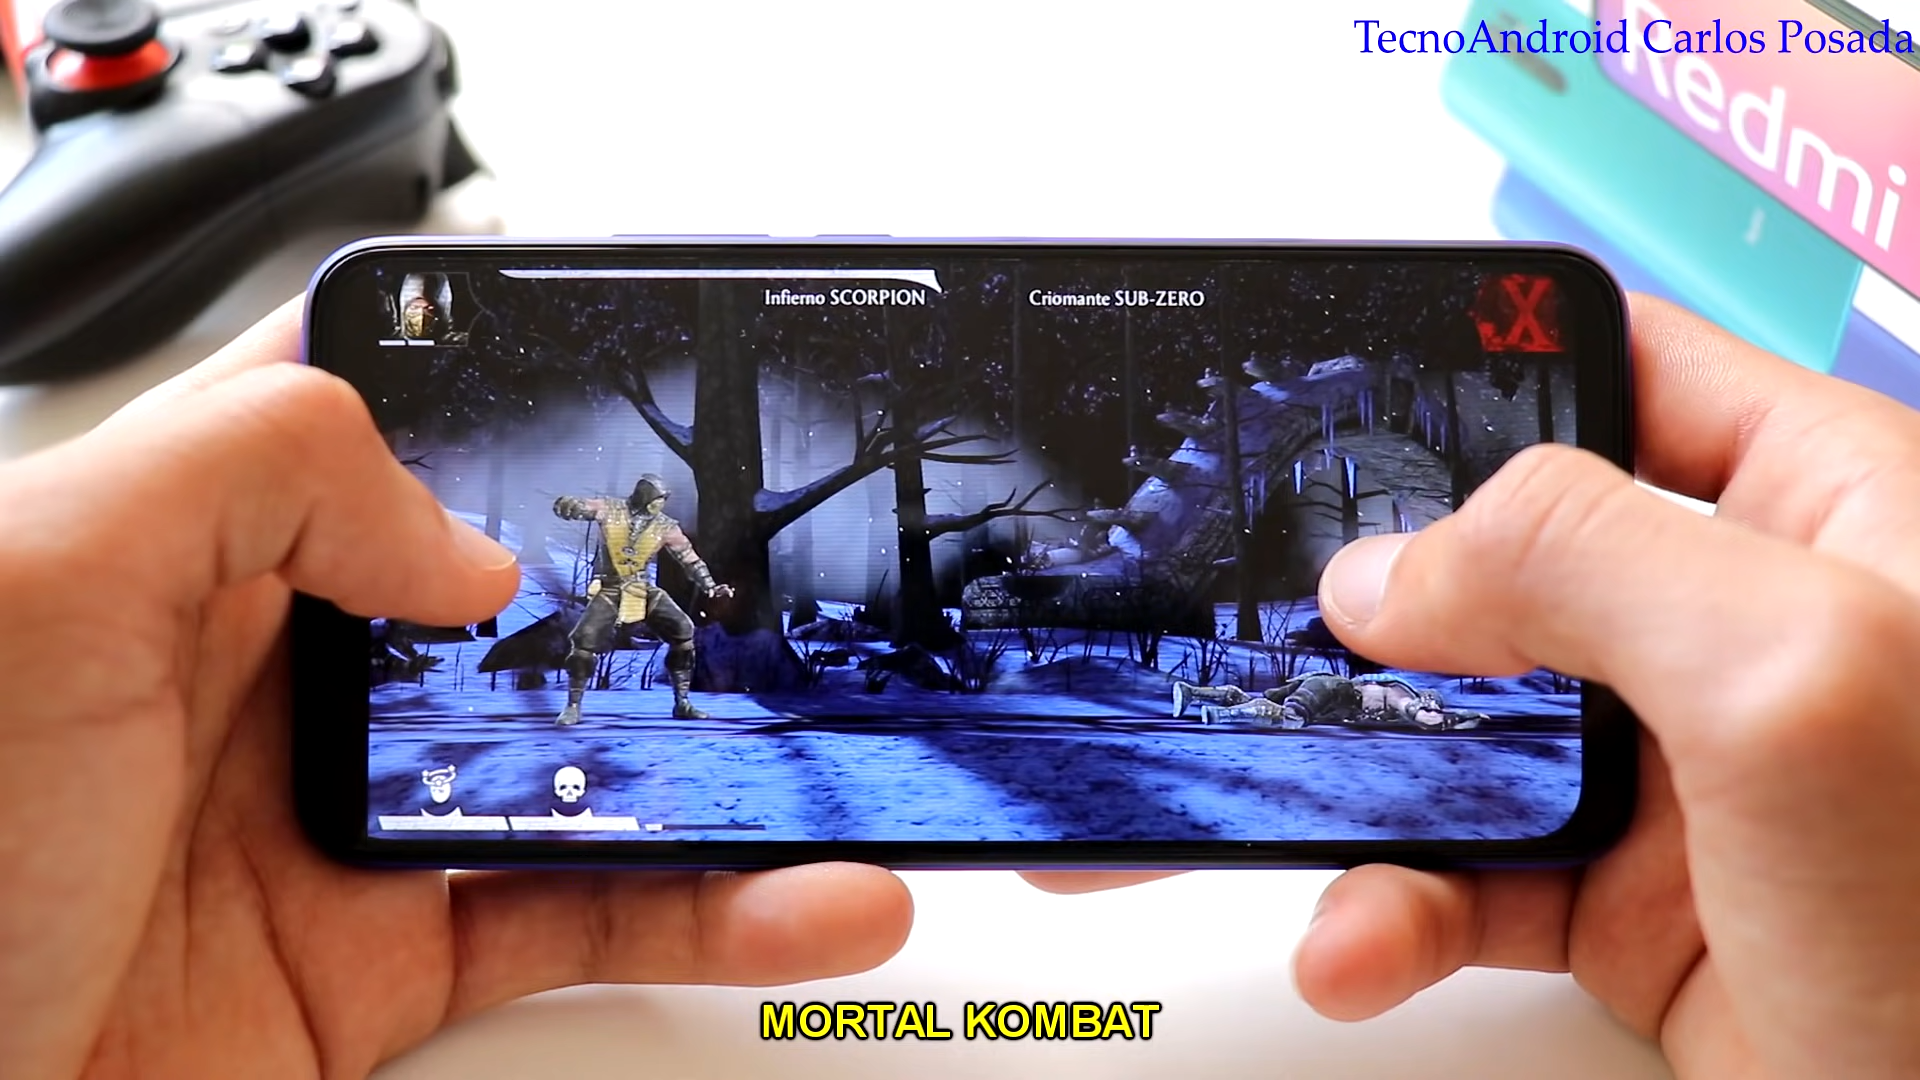 TecnoAndroid Carlos Posada
Redmi
Infierno SCORPION
Criomante SUB-ZERO
X
MORTAL KOMBAT